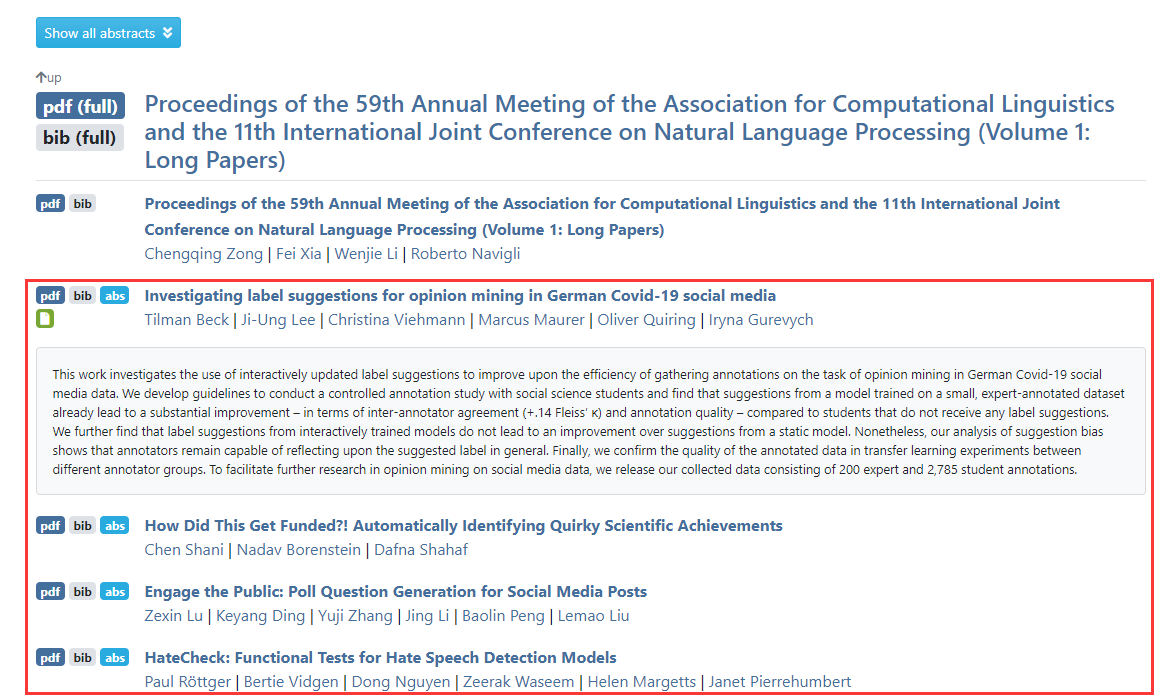 Show all abstracts
up
pdf (full)
bib (full)
Proceedings of the 59th Annual Meeting of the Association for Computational Linguistics
and the 11th International Joint Conference on Natural Language Processing (Volume 1:
Long Papers)
pdf bib
Proceedings of the 59th Annual Meeting of the Association for Computational Linguistics and the 11th International Joint
Conference on Natural Language Processing (Volume 1: Long Papers)
Chengqing Zong | Fei Xia | Wenjie Li | Roberto Navigli
pdf bib abs
Investigating label suggestions for opinion mining in German Covid-19 social media
Tilman Beck | Ji-Ung Lee | Christina Viehmann | Marcus Maurer | Oliver Quiring | Iryna Gurevych
This work investigates the use of interactively updated label suggestions to improve upon the efficiency of gathering annotations on the task of opinion mining in German Covid-19 social
media data. We develop guidelines to conduct a controlled annotation study with social science students and find that suggestions from a model trained on a small, expert-annotated dataset
already lead to a substantial improvement – in terms of inter-annotator agreement (+.14 Fleiss’ κ) and annotation quality – compared to students that do not receive any label suggestions.
We further find that label suggestions from interactively trained models do not lead to an improvement over suggestions from a static model. Nonetheless, our analysis of suggestion bias
shows that annotators remain capable of reflecting upon the suggested label in general. Finally, we confirm the quality of the annotated data in transfer learning experiments between
different annotator groups. To facilitate further research in opinion mining on social media data, we release our collected data consisting of 200 expert and 2,785 student annotations.
pdf bib abs
How Did This Get Funded?! Automatically Identifying Quirky Scientific Achievements
Chen Shani | Nadav Borenstein | Dafna Shahaf
pdf bib abs
Engage the Public: Poll Question Generation for Social Media Posts
Zexin Lu | Keyang Ding | Yuji Zhang | Jing Li | Baolin Peng | Lemao Liu
pdf bib abs
HateCheck: Functional Tests for Hate Speech Detection Models
Paul Röttger | Bertie Vidgen | Dong Nguyen | Zeerak Waseem | Helen Margetts | Janet Pierrehumbert